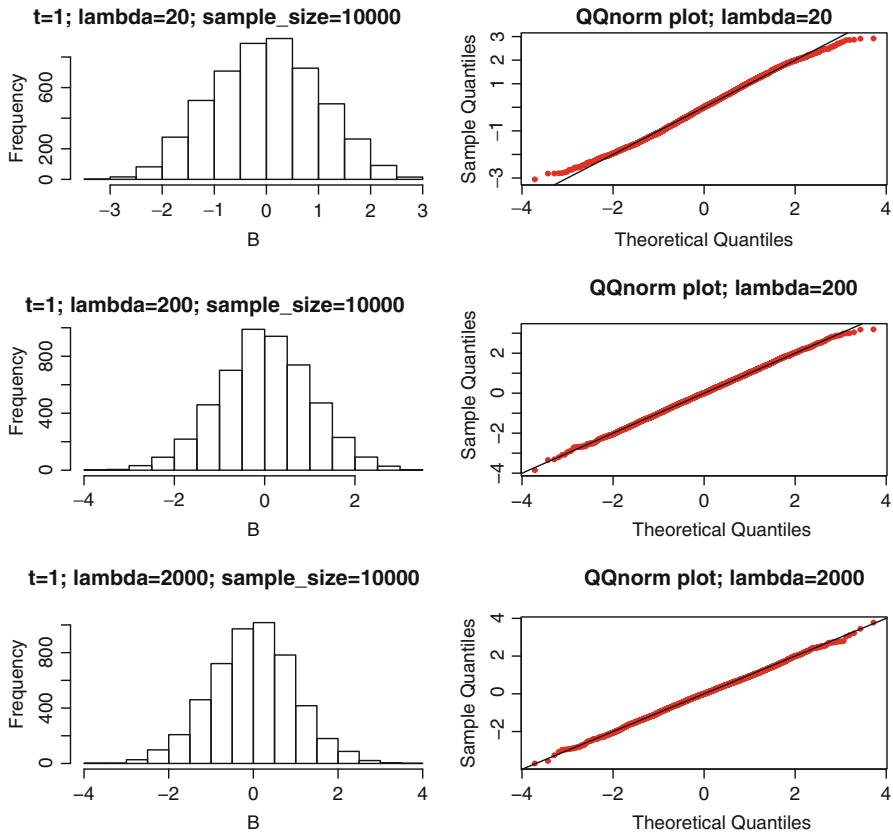 t=1; lambda=20; sample_size=10000
Frequency
0 200 600
−3 −2 −1 0 1 2 3
B
QQnorm plot; lambda=20
Sample Quantiles
−3 −1 1 2 3
−4 −2 0 2 4
Theoretical Quantiles
t=1; lambda=200; sample_size=10000
Frequency
0 400 800
−4 −2 0 2
B
QQnorm plot; lambda=200
Sample Quantiles
−4 −2 0 2
−4 −2 0 2 4
Theoretical Quantiles
t=1; lambda=2000; sample_size=10000
Frequency
0 400 800
−4 −2 0 2 4
B
QQnorm plot; lambda=2000
Sample Quantiles
−2 0 2 4
−4 −2 0 2 4
Theoretical Quantiles